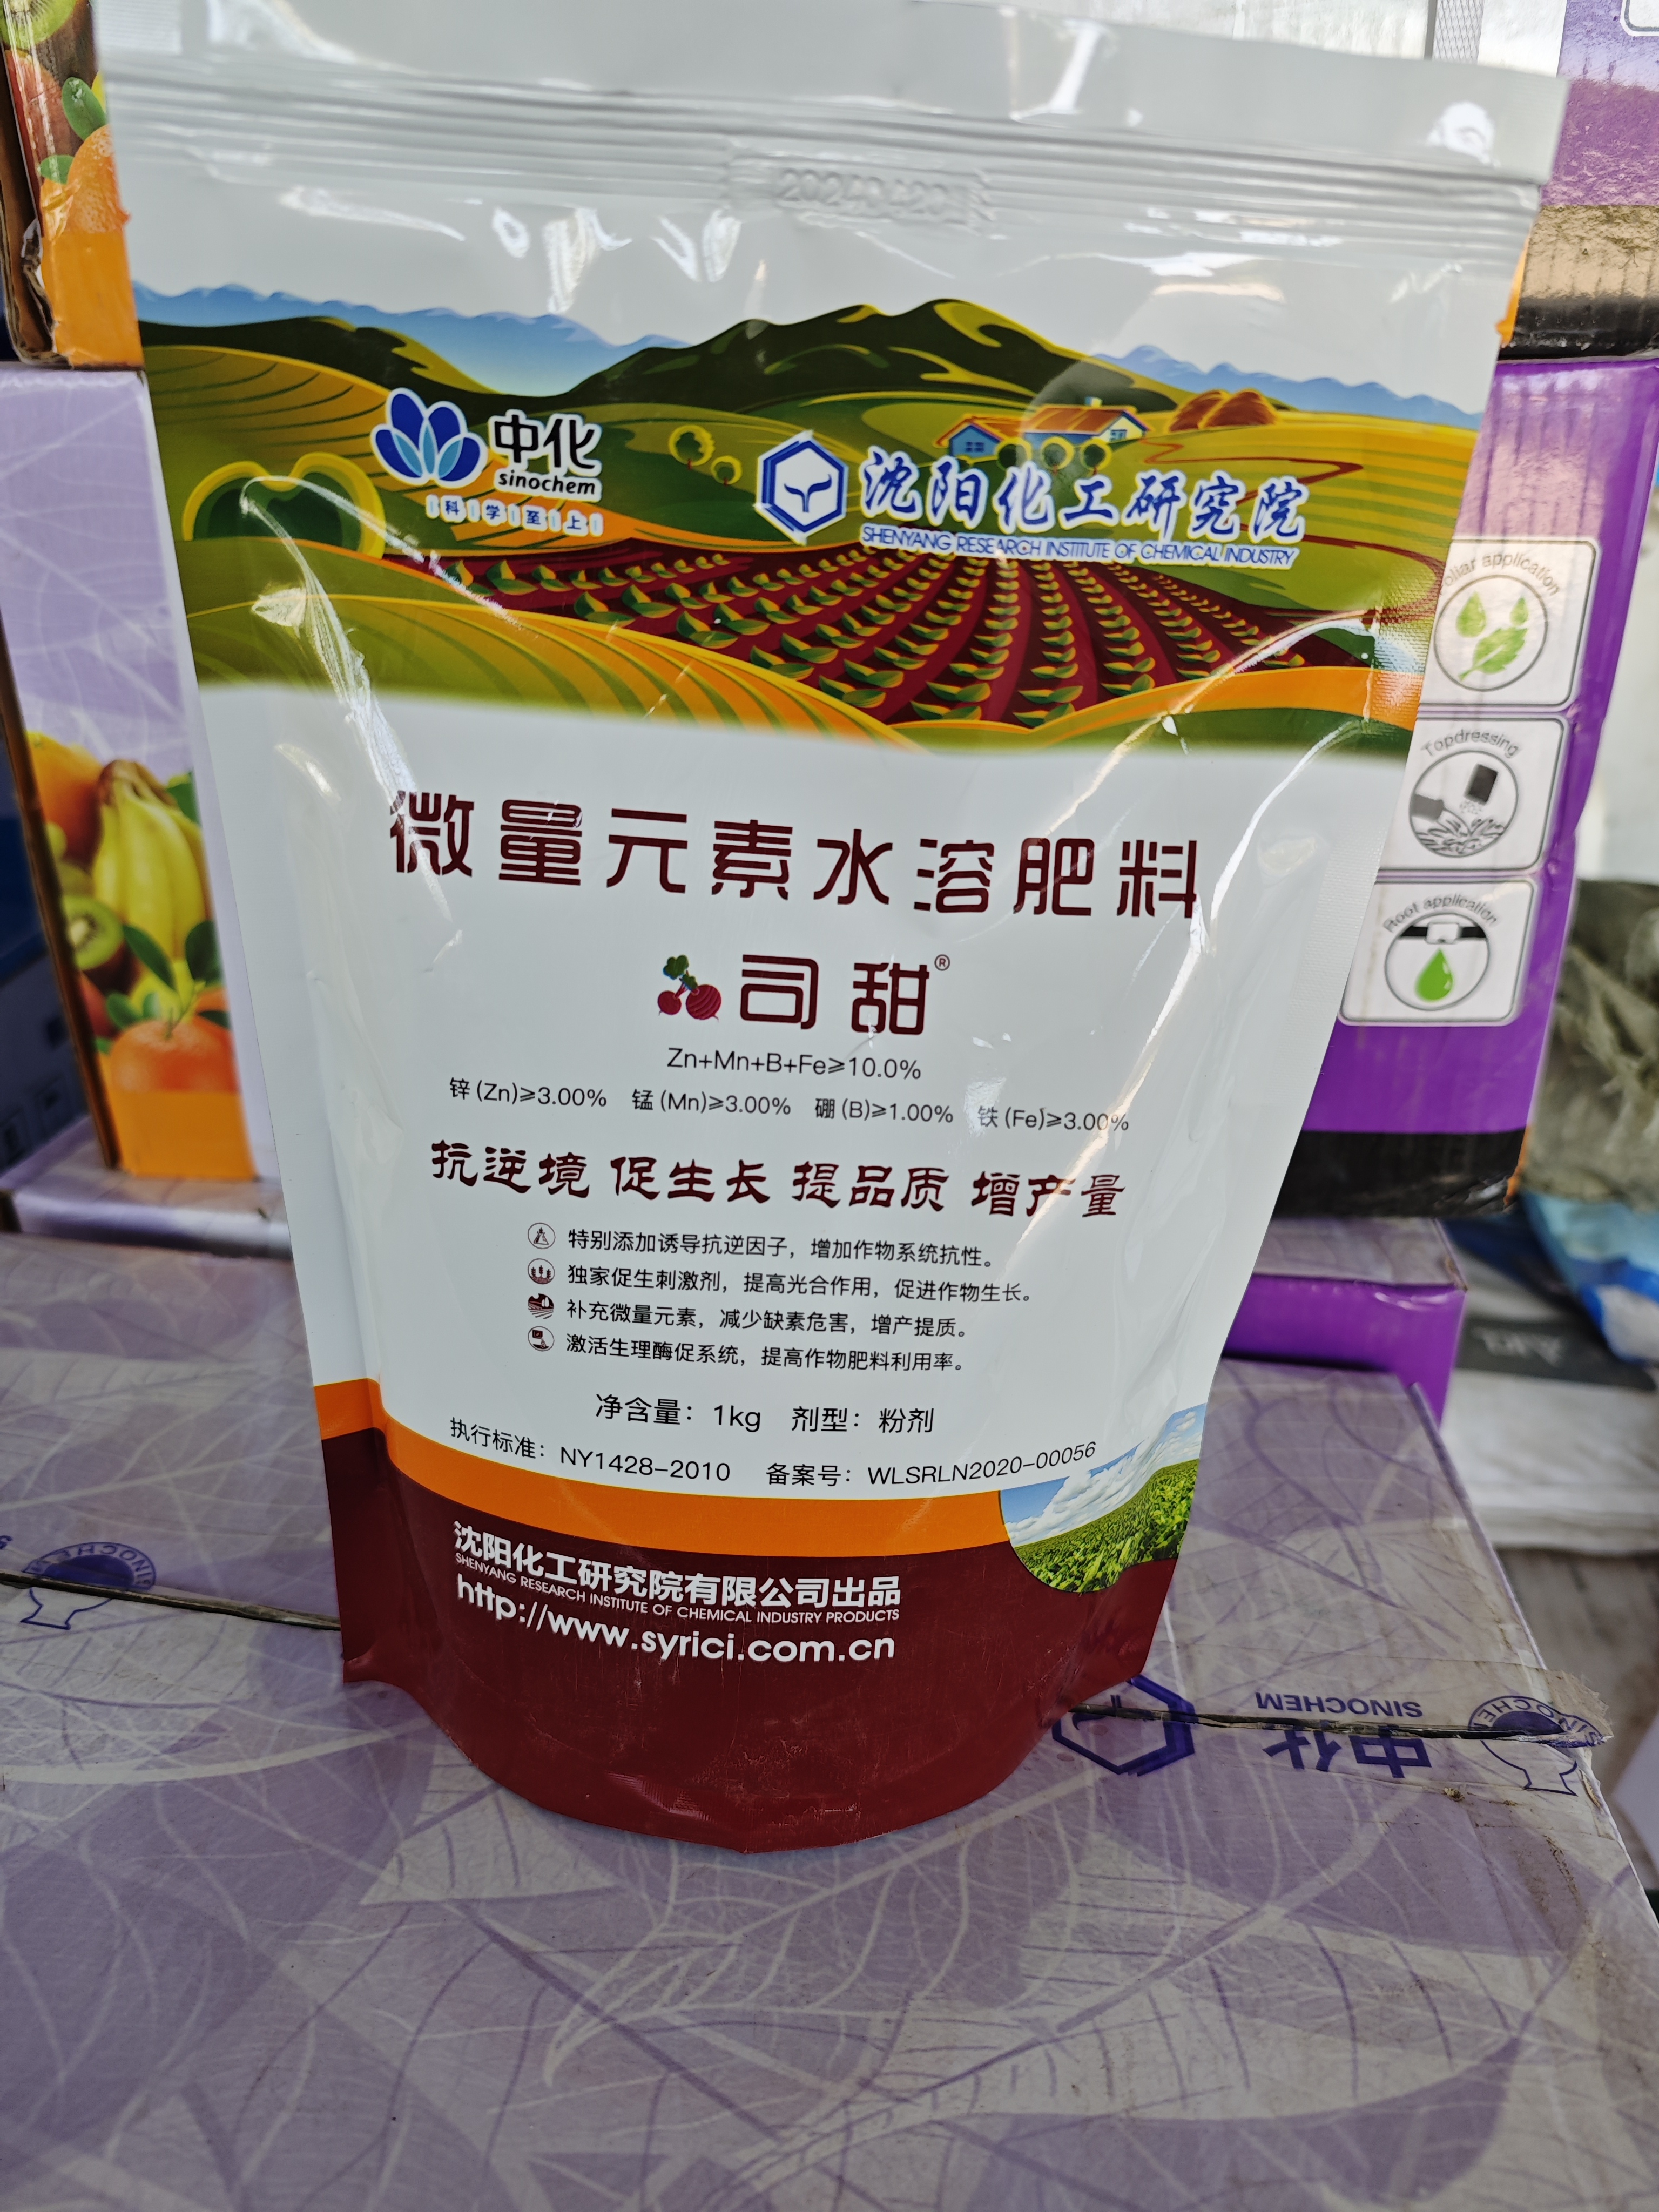 中化
sinochem
科学至上
沈阳化工研究院
SHENYANG RESEARCH INSTITUTE OF CHEMICAL INDUSTRY
微量元素水溶肥料
司甜®
Zn+Mn+B+Fe≥10.0%
锌(Zn)≥3.00% 锰(Mn)≥3.00% 硼(B)≥1.00% 铁(Fe)≥3.00%
抗逆境 促生长 提品质 增产量
特别添加诱导抗逆因子，增加作物系统抗性。
独家促生刺激剂，提高光合作用，促进作物生长。
补充微量元素，减少缺素危害，增产提质。
激活生理酶促系统，提高作物肥料利用率。
净含量：1kg 剂型：粉剂
执行标准：NY1428-2010 备案号：WLSRLN2020-00056
沈阳化工研究院有限公司出品
SHENYANG RESEARCH INSTITUTE OF CHEMICAL INDUSTRY PRODUCTS
http://www.syrici.com.cn
application
Topdressing
Root application
SINOCHEM
中化
SINOCHEM